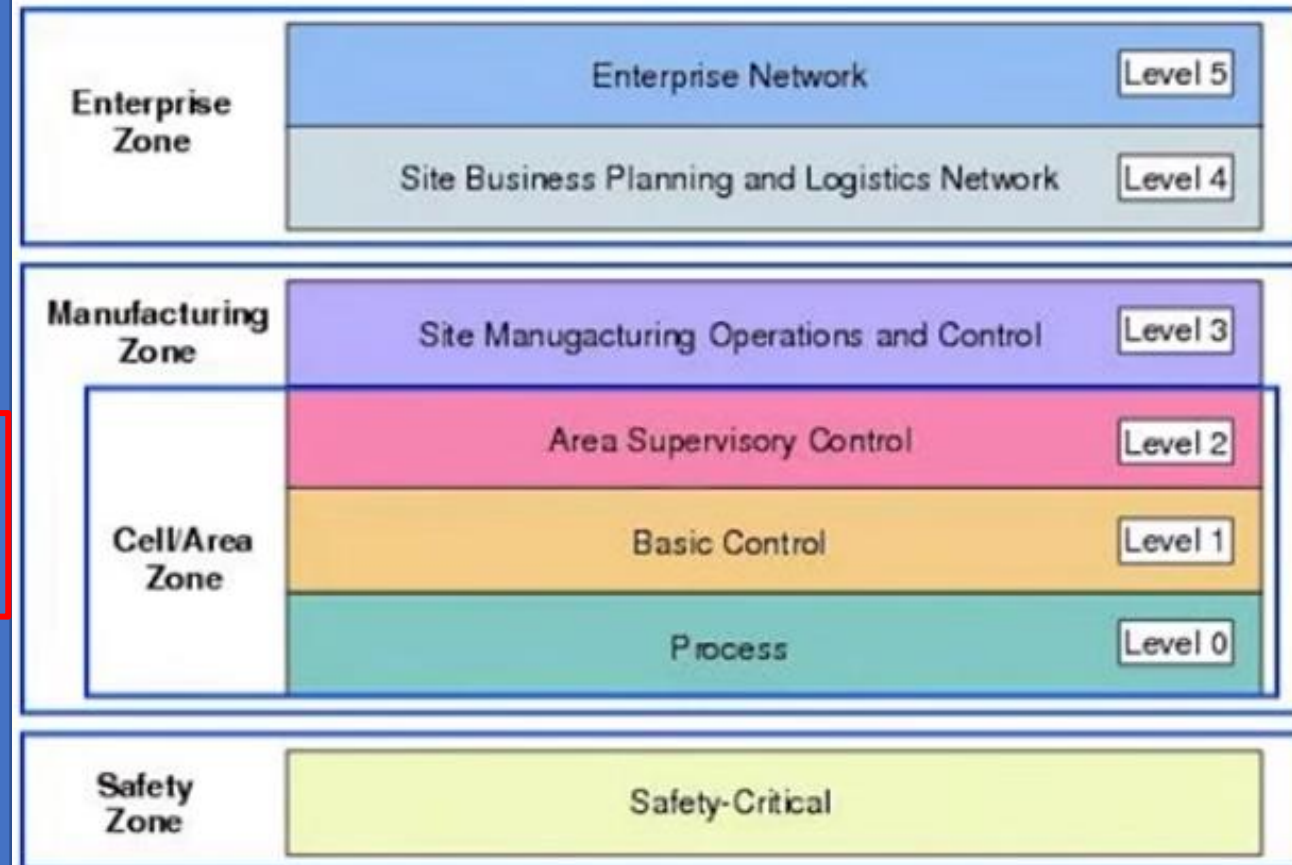 Enterprise Zone
Enterprise Network
Level 5
Site Business Planning and Logistics Network
Level 4
Manufacturing Zone
Site Manugacturing Operations and Control
Level 3
Cell/Area Zone
Area Supervisory Control
Level 2
Basic Control
Level 1
Process
Level 0
Safety Zone
Safety-Critical